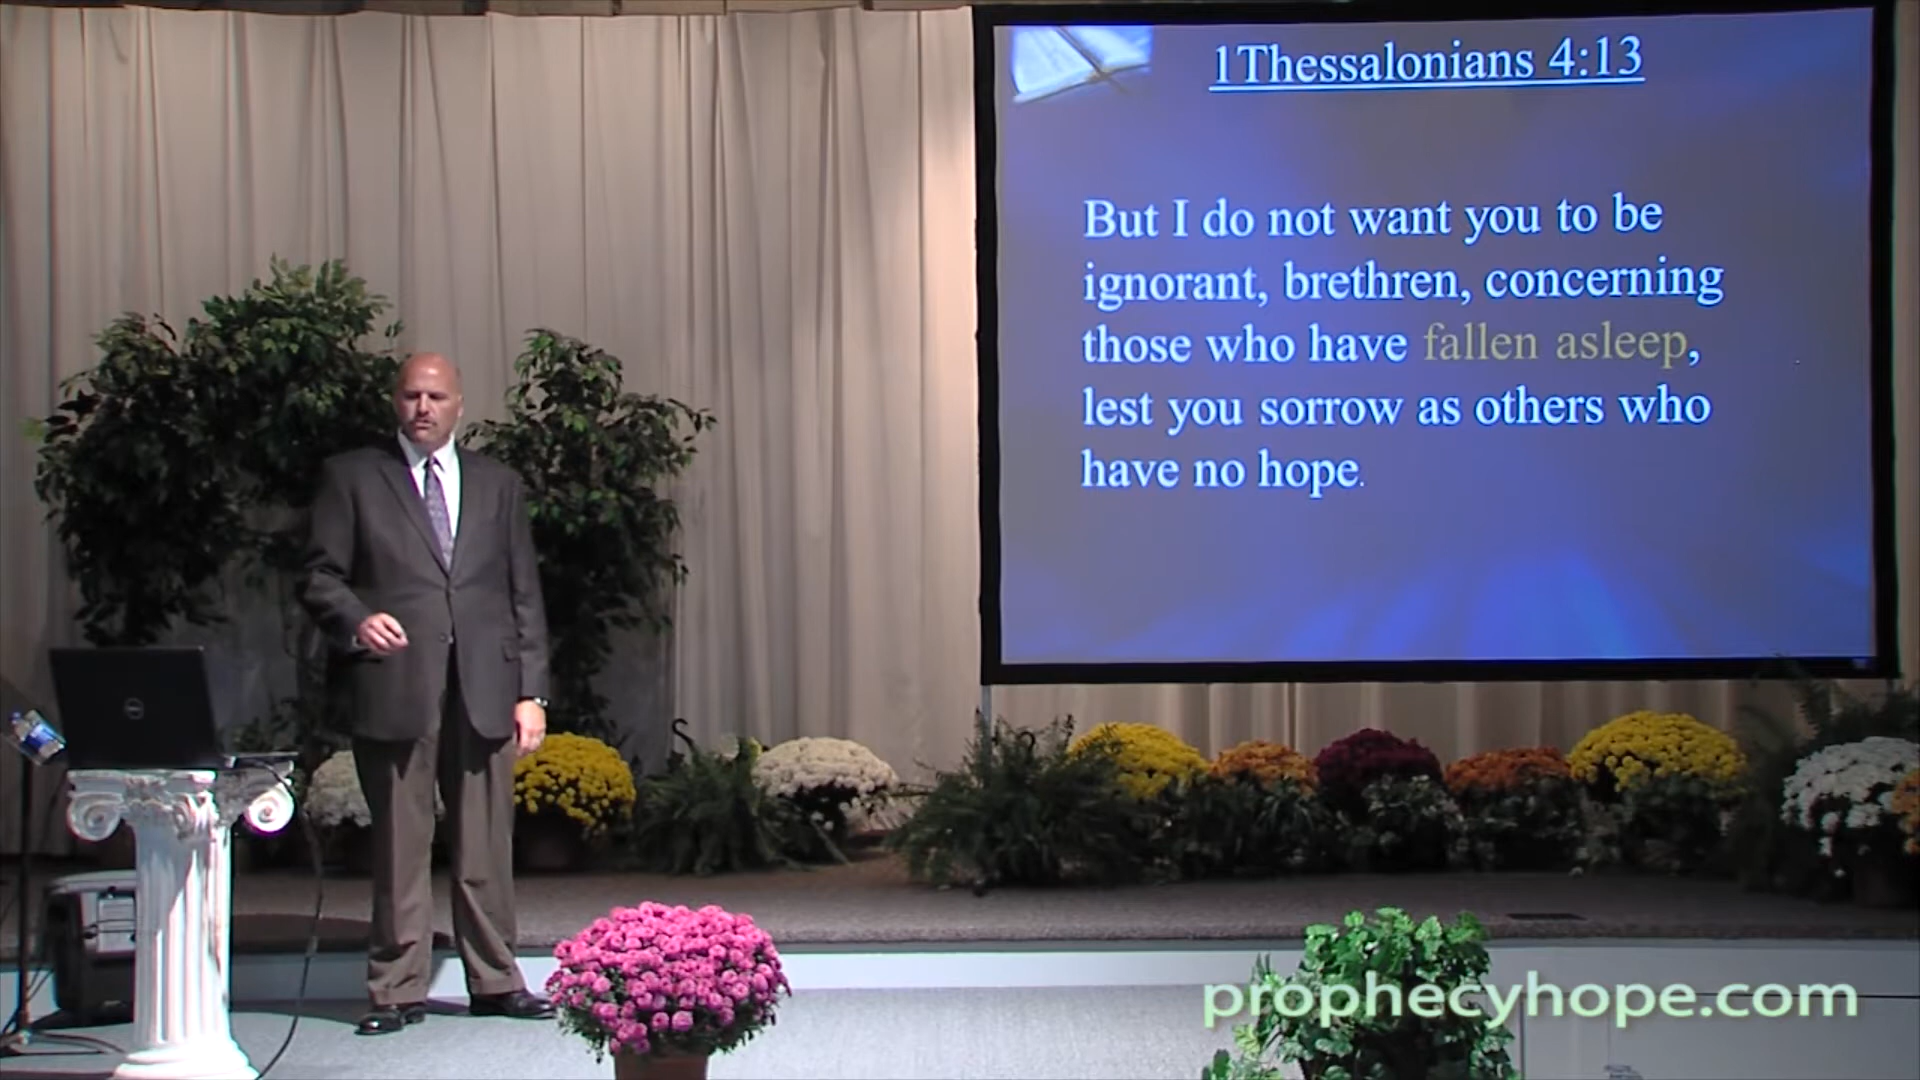 1Thessalonians 4:13
But I do not want you to be
ignorant, brethren, concerning
those who have fallen asleep,
lest you sorrow as others who
have no hope.
prophecyhope.com